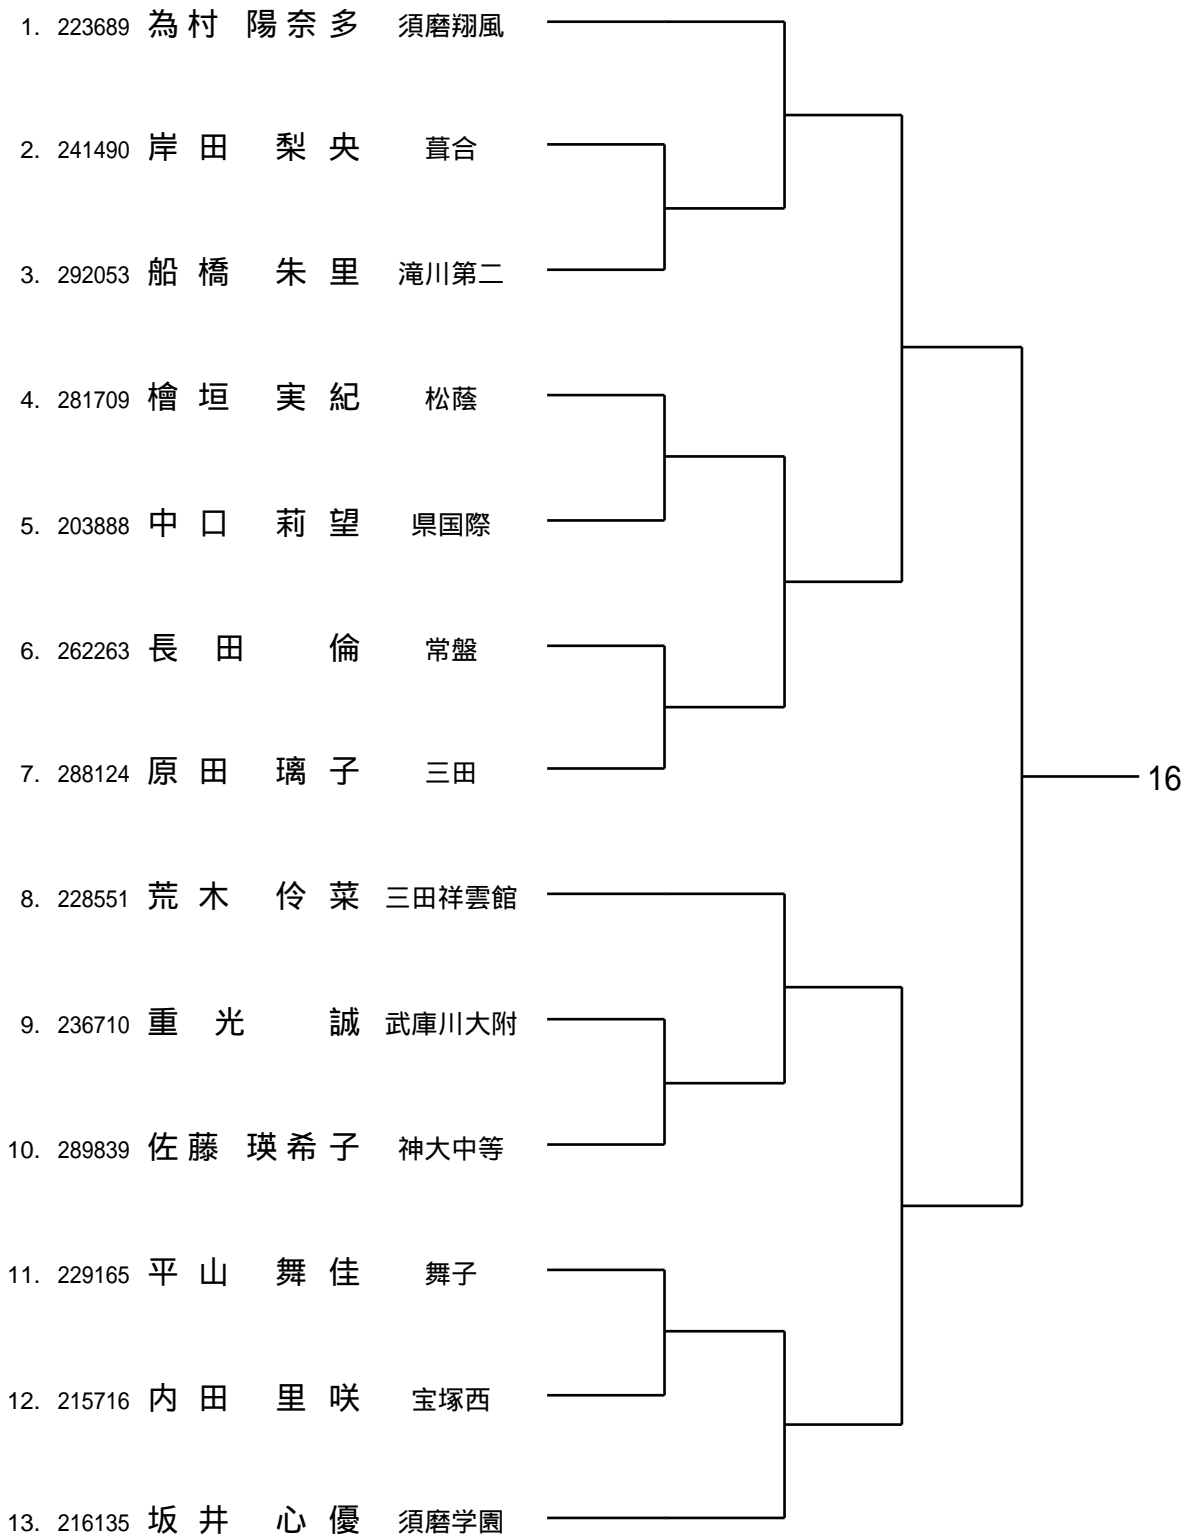 1. 223689 為村 陽奈多 須磨翔風
2. 241490 岸田 梨央 葺合
3. 292053 船橋 朱里 滝川第二
4. 281709 檜垣 実紀 松蔭
5. 203888 中口 莉望 県国際
6. 262263 長田 倫 常盤
7. 288124 原田 璃子 三田
16
8. 228551 荒木 伶菜 三田祥雲館
9. 236710 重光 誠 武庫川大附
10. 289839 佐藤 瑛希子 神大中等
11. 229165 平山 舞佳 舞子
12. 215716 内田 里咲 宝塚西
13. 216135 坂井 心優 須磨学園